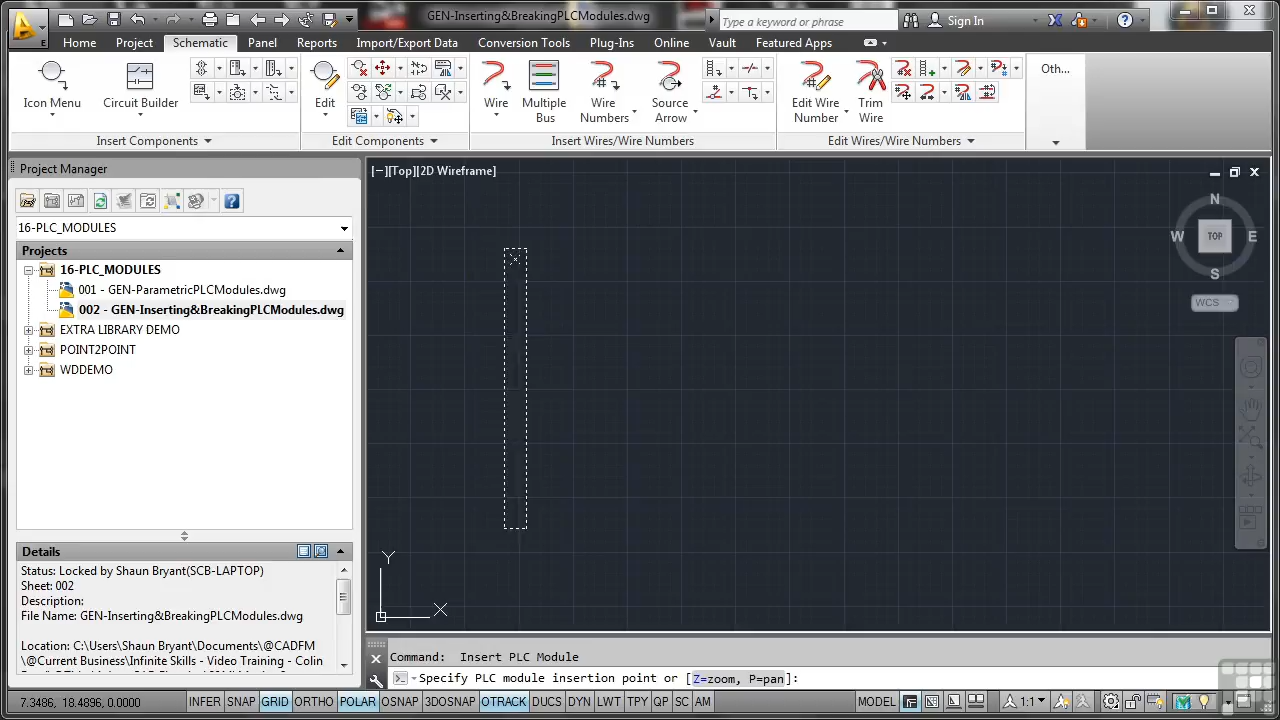 GEN-Inserting&BreakingPLCModules.dwg
Type a keyword or phrase
Sign In
E
Home Project Schematic Panel Reports Import/Export Data Conversion Tools Plug-Ins Online Vault Featured Apps
Icon Menu
Circuit Builder
Edit
Wire
Multiple Bus
Wire Numbers
Source Arrow
Edit Wire Number
Trim Wire
Oth...
Insert Components
Edit Components
Insert Wires/Wire Numbers
Edit Wires/Wire Numbers
Project Manager
[−][Top][2D Wireframe]
16-PLC_MODULES
Projects
16-PLC_MODULES
001 - GEN-ParametricPLCModules.dwg
002 - GEN-Inserting&BreakingPLCModules.dwg
EXTRA LIBRARY DEMO
POINT2POINT
WDDEMO
N
W TOP E
S
WCS
Details
Status: Locked by Shaun Bryant(SCB-LAPTOP)
Sheet: 002
Description:
File Name: GEN-Inserting&BreakingPLCModules.dwg
Location: C:\Users\Shaun Bryant\Documents\@CADFM
\@Current Business\Infinite Skills - Video Training - Colin
Y
X
Command: Insert PLC Module
Specify PLC module insertion point or [Z=zoom, P=pan]:
7.3486, 18.4896, 0.0000 INFER SNAP GRID ORTHO POLAR OSNAP 3DOSNAP OTRACK DUCS DYN LWT TPY QP SC AM MODEL 1:1